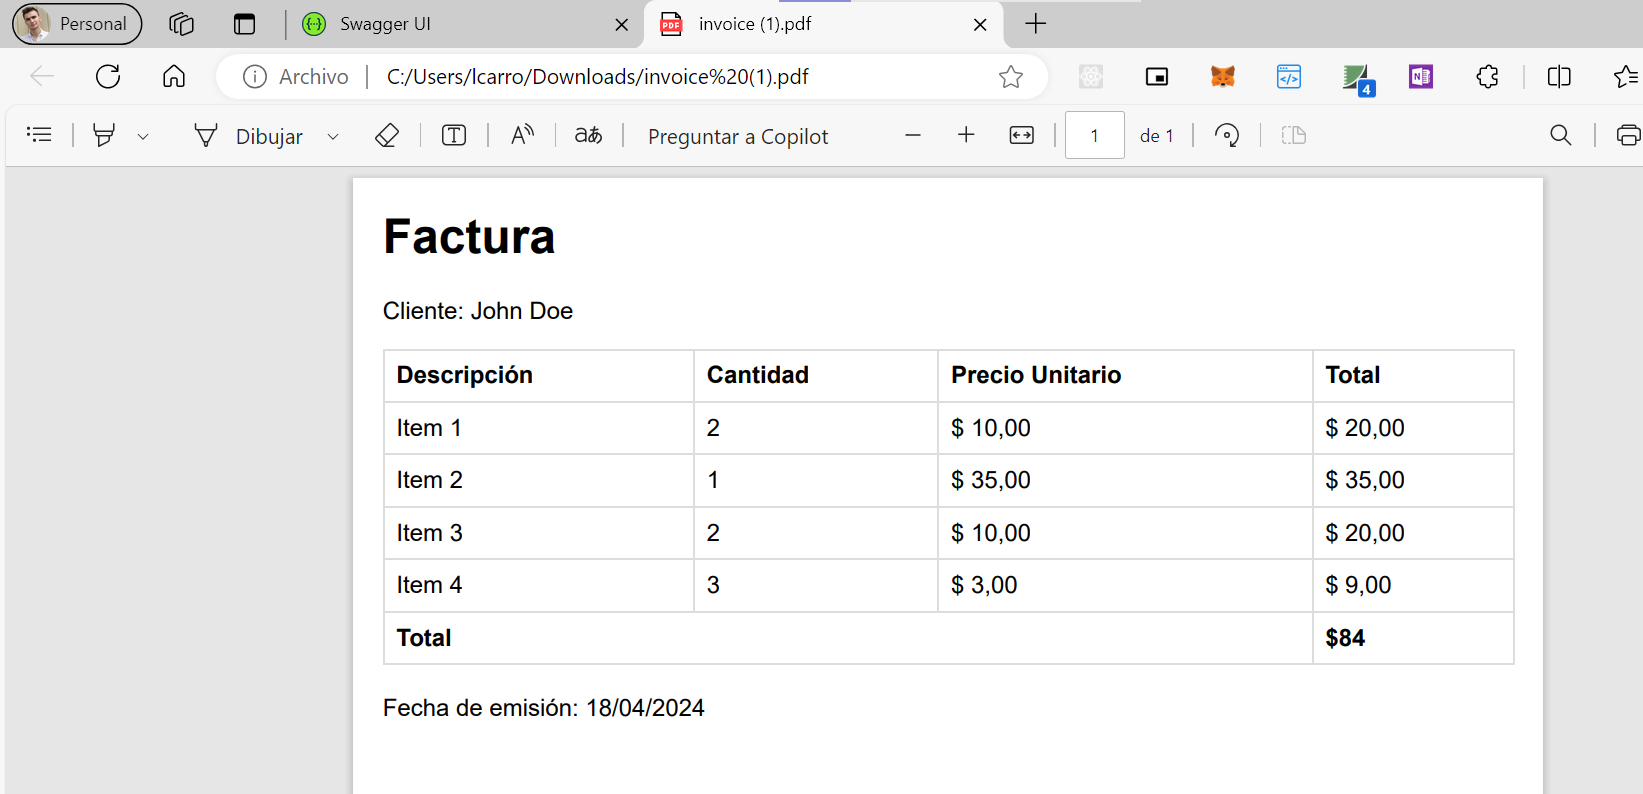 Personal
Swagger UI
invoice (1).pdf
Archivo
C:/Users/lcarro/Downloads/invoice%20(1).pdf
4
Dibujar
Preguntar a Copilot
1
de 1
Factura
Cliente: John Doe
Descripción Cantidad Precio Unitario Total
Item 1 2 $ 10,00 $ 20,00
Item 2 1 $ 35,00 $ 35,00
Item 3 2 $ 10,00 $ 20,00
Item 4 3 $ 3,00 $ 9,00
Total $84
Fecha de emisión: 18/04/2024